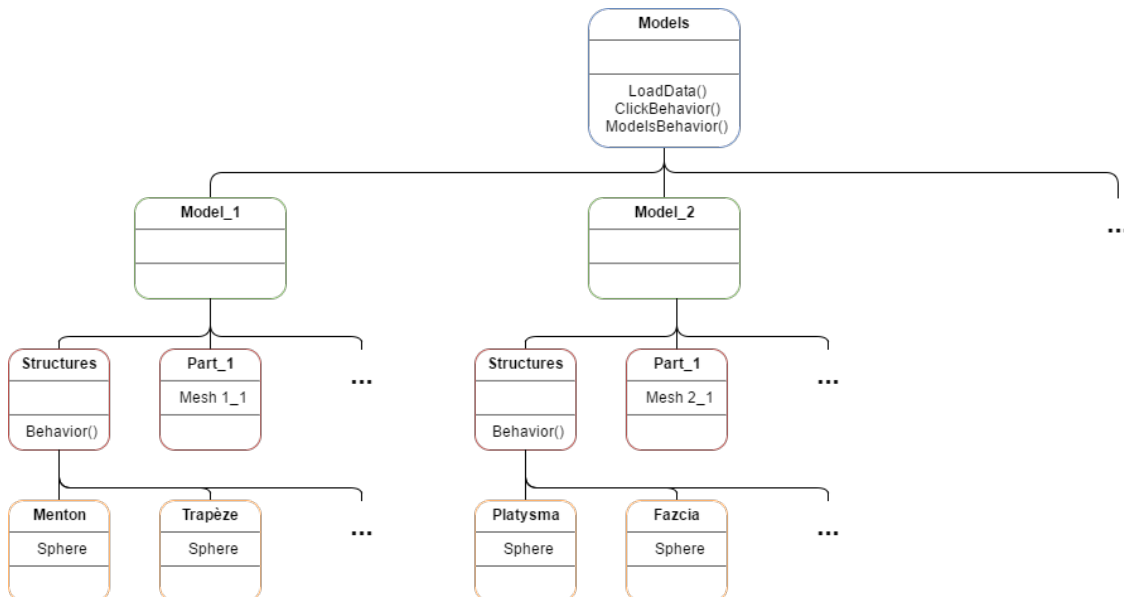 Models
LoadData()
ClickBehavior()
ModelsBehavior()
Model_1
Model_2
...
Structures
Behavior()
Part_1
Mesh 1_1
...
Structures
Behavior()
Part_1
Mesh 2_1
...
Menton
Sphere
Trapèze
Sphere
...
Platysma
Sphere
Fazcia
Sphere
...